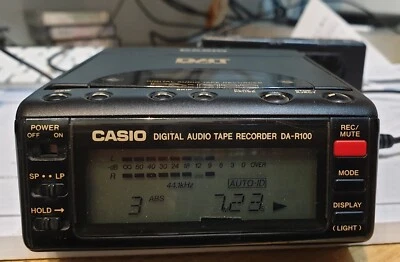 DAT
POWER
OFF ON
CASIO DIGITAL AUDIO TAPE RECORDER DA-R100
REC/
MUTE
L
OVER
R
SP LP
44.1kHz AUTO-ID
MODE
HOLD →
3 ABS 7.23
DISPLAY
(LIGHT)